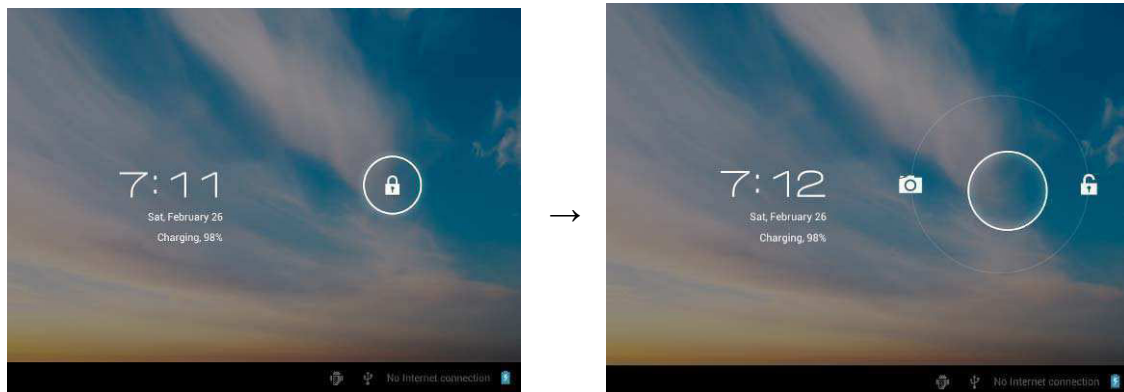 7:11
Sat, February 26
Charging, 98%
No Internet connection
→
7:12
Sat, February 26
Charging, 98%
No Internet connection